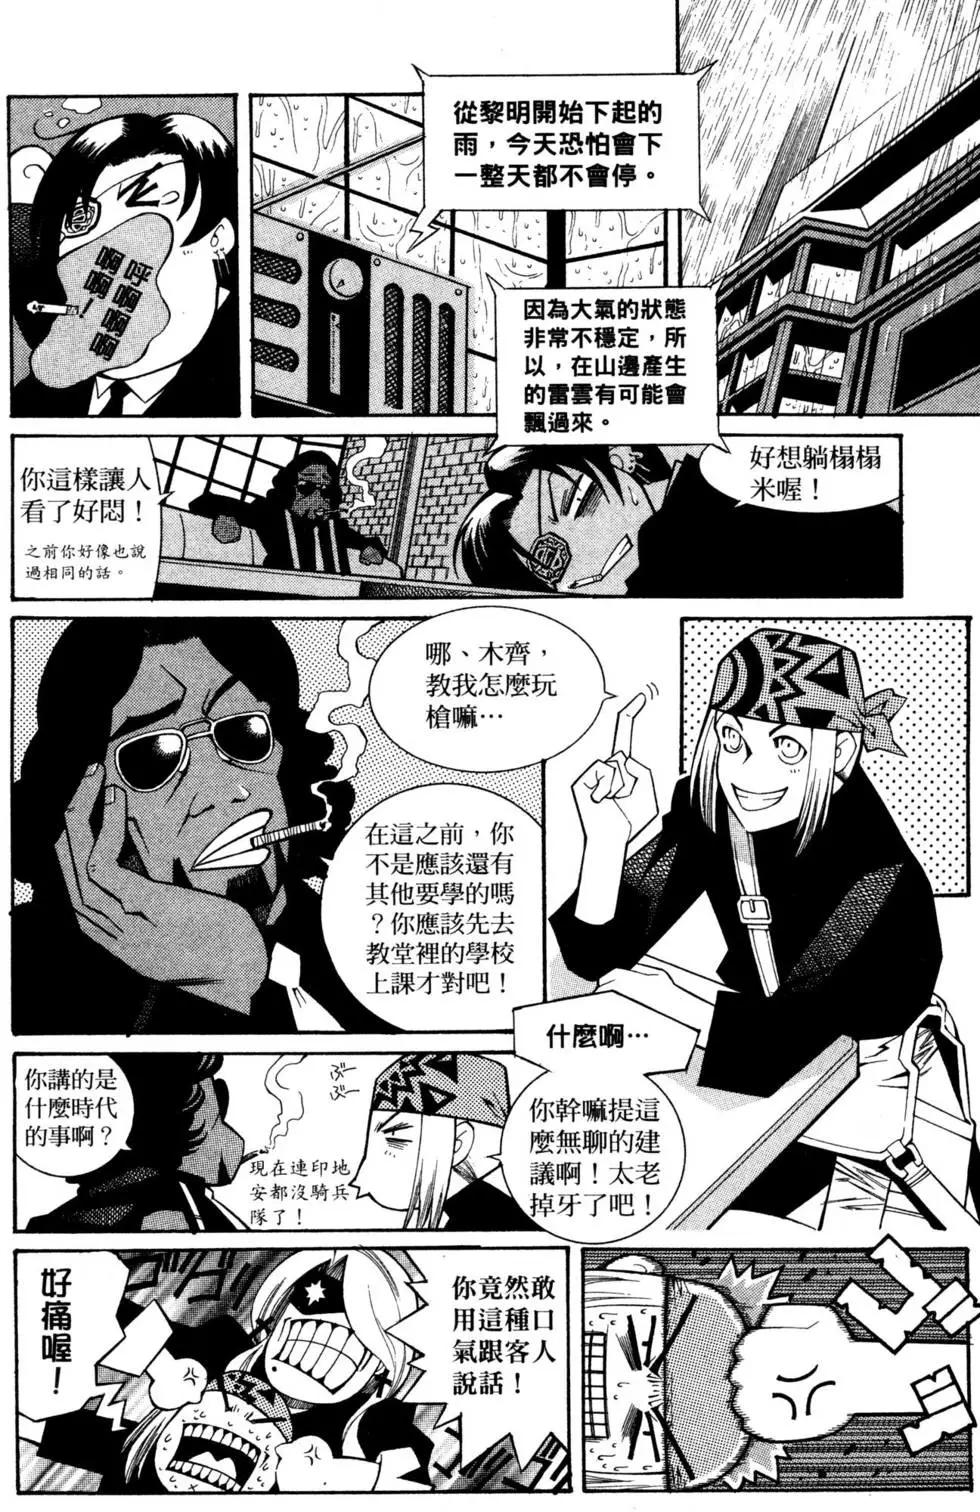 從黎明開始下起的
雨，今天恐怕會下
一整天都不會停。
因為大氣的狀態
非常不穩定，所
以，在山邊產生
的雷雲有可能會
飄過來。
好想躺榻榻
米喔！
你這樣讓人
看了好悶！
之前你好像也說
過相同的話。
哪、木齊，
教我怎麼玩
槍嘛…
在這之前，你
不是應該還有
其他要學的嗎
？你應該先去
教堂裡的學校
上課才對吧！
什麼啊…
你幹嘛提這
麼無聊的建
議啊！太老
掉牙了吧！
你講的是
什麼時代
的事啊？
ぶー
ぶー
現在連印地
安都沒騎兵
隊了！
你竟然敢
用這種口
氣跟客人
說話！
好痛喔！